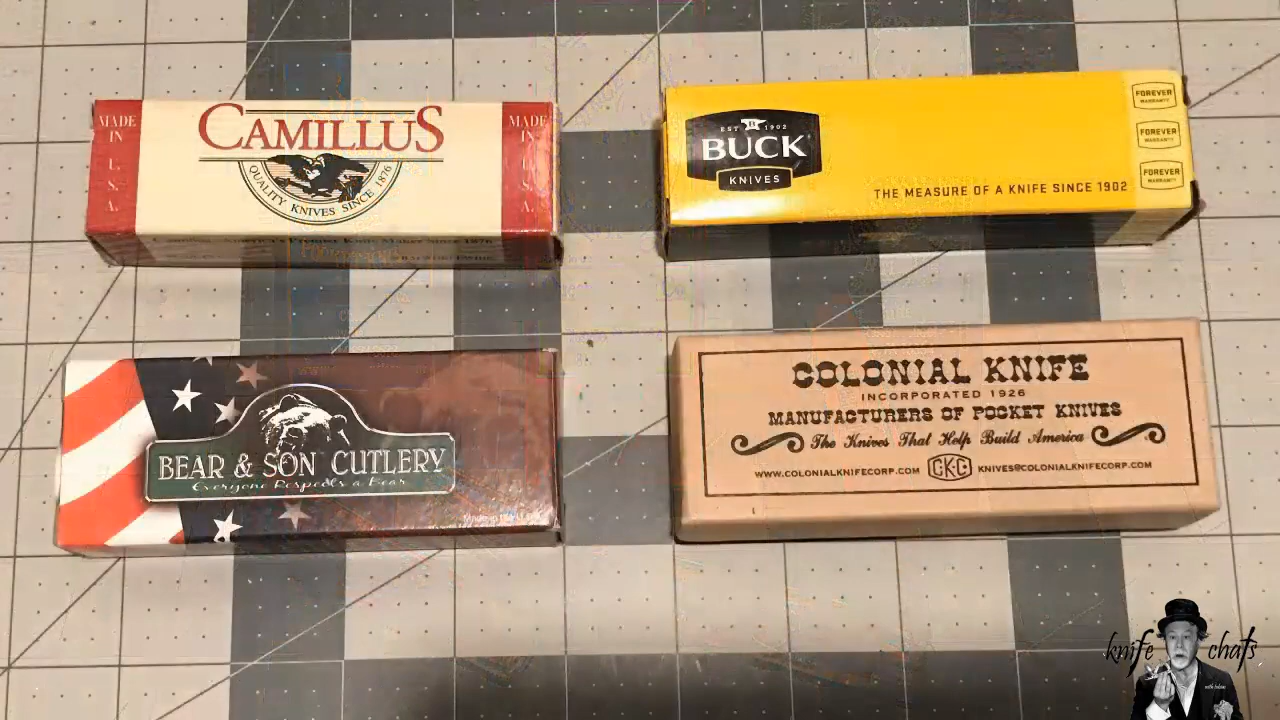 MADE
IN
U.
S.
A.
CAMILLUS
QUALITY KNIVES SINCE 1876
MADE
IN
U.
S.
A.
EST. B 1902
BUCK
KNIVES
THE MEASURE OF A KNIFE SINCE 1902
FOREVER
WARRANTY
FOREVER
WARRANTY
FOREVER
WARRANTY
BEAR & SON CUTLERY
Everyone Respects a Bear
COLONIAL KNIFE
INCORPORATED 1926
MANUFACTURERS OF POCKET KNIVES
The Knives That Help Build America
WWW.COLONIALKNIFECORP.COM C.K.C. KNIVES@COLONIALKNIFECORP.COM
knife chats